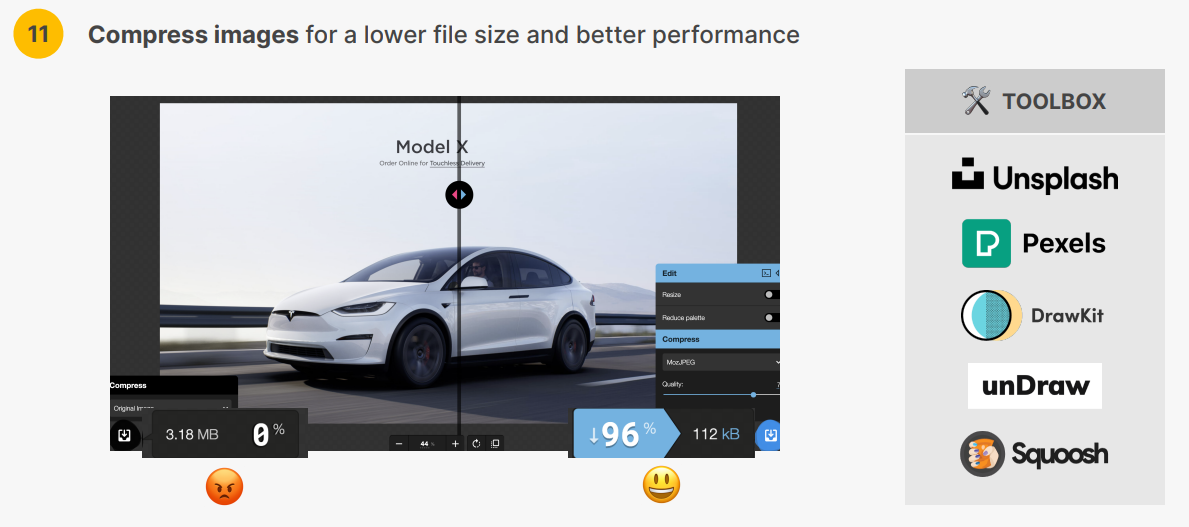 11
Compress images for a lower file size and better performance
Model X
Order Online for Touchless Delivery
Edit
Resize
Reduce palette
Compress
MozJPEG
Quality:
Compress
Original
3.18 MB
0 %
44 %
↓96 %
112 kB
TOOLBOX
Unsplash
Pexels
DrawKit
unDraw
Squoosh